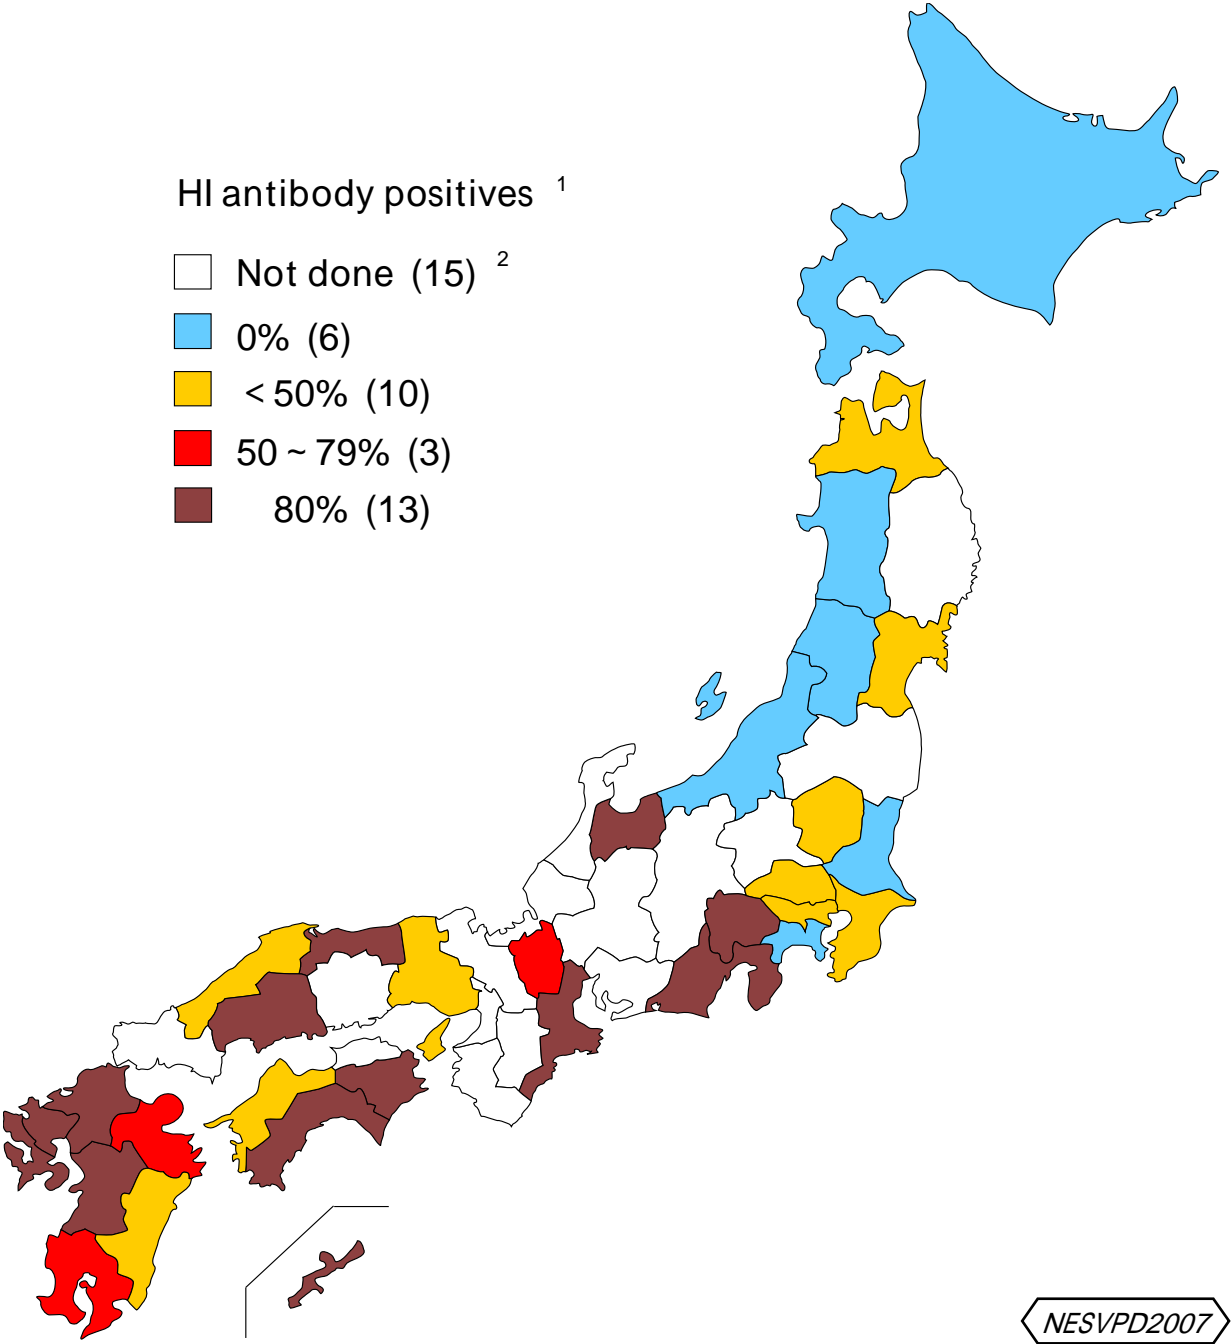 HI antibody positives 1
Not done (15) 2
0% (6)
<50% (10)
50~79% (3)
80% (13)
NESVPD2007